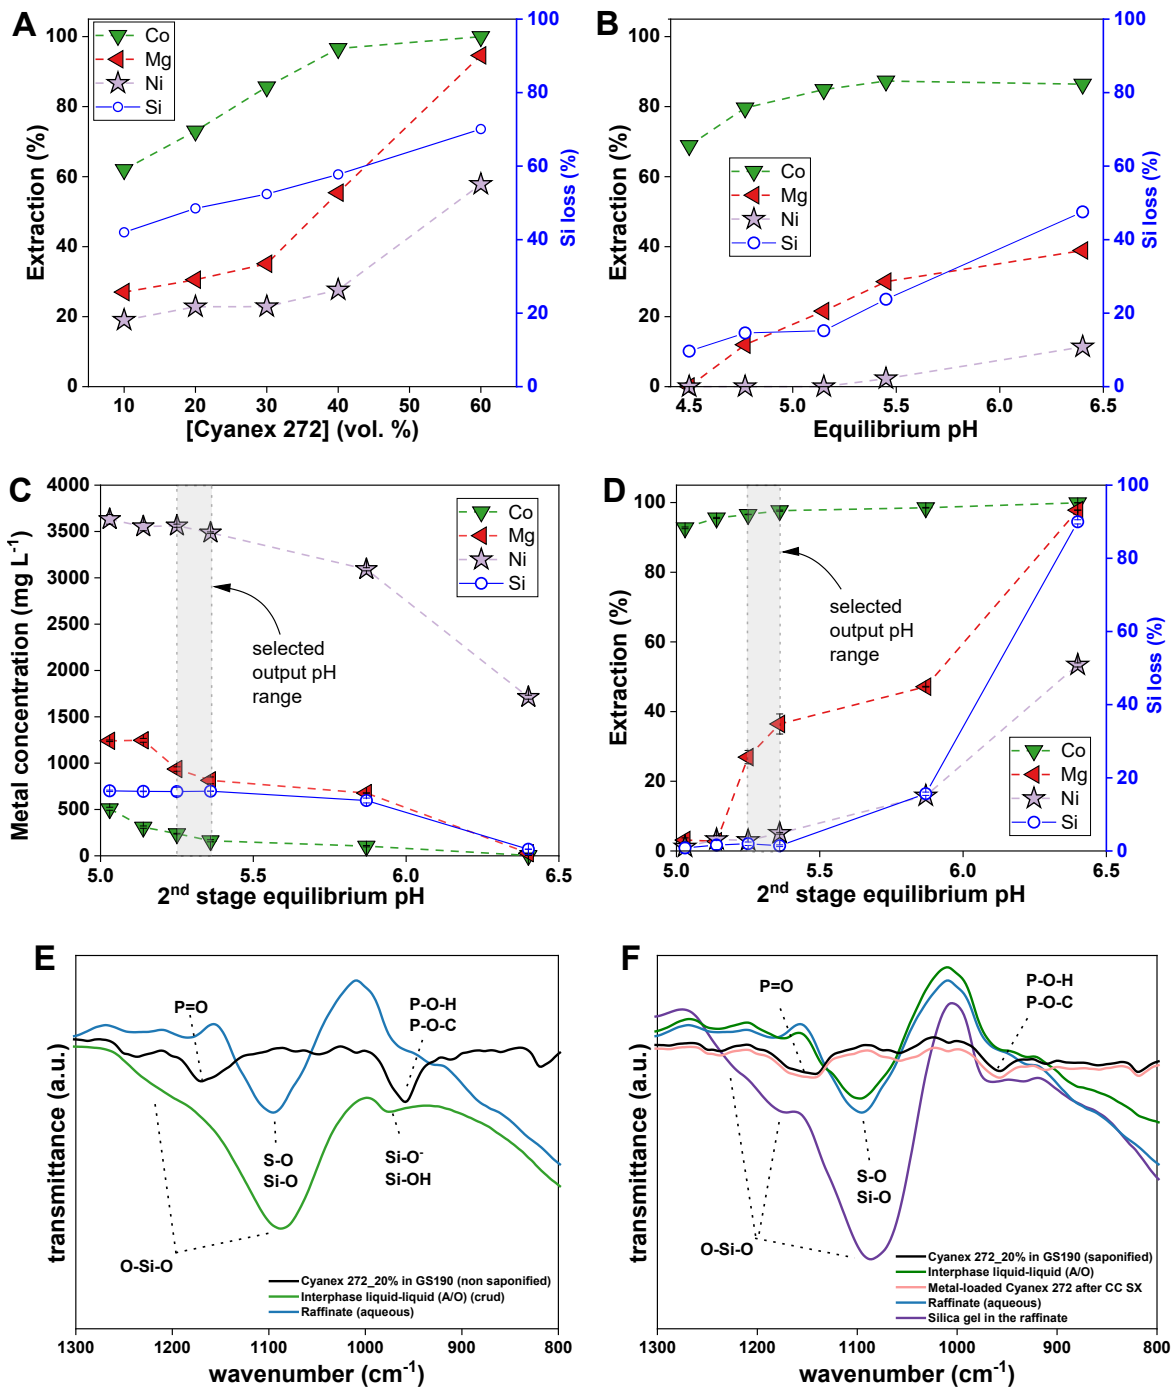 A
Co
Mg
Ni
Si
Extraction (%)
100
80
60
40
20
0
10 20 30 40 50 60
[Cyanex 272] (vol. %)
100
80
60
40
20
0
Si loss (%)
B
Co
Mg
Ni
Si
Extraction (%)
100
80
60
40
20
0
4.5 5.0 5.5 6.0 6.5
Equilibrium pH
100
80
60
40
20
0
Si loss (%)
C
Co
Mg
Ni
Si
selected
output pH
range
Metal concentration (mg L⁻¹)
4000
3500
3000
2500
2000
1500
1000
500
0
5.0 5.5 6.0 6.5
2nd stage equilibrium pH
D
selected
output pH
range
Co
Mg
Ni
Si
Extraction (%)
100
80
60
40
20
0
5.0 5.5 6.0 6.5
2nd stage equilibrium pH
100
80
60
40
20
0
Si loss (%)
E
P=O
P-O-H
P-O-C
S-O
Si-O
Si-O⁻
Si-OH
O-Si-O
Cyanex 272_20% in GS190 (non saponified)
Interphase liquid-liquid (A/O) (crud)
Raffinate (aqueous)
transmittance (a.u.)
1300 1200 1100 1000 900 800
wavenumber (cm⁻¹)
F
P=O
P-O-H
P-O-C
S-O
Si-O
O-Si-O
Cyanex 272_20% in GS190 (saponified)
Interphase liquid-liquid (A/O)
Metal-loaded Cyanex 272 after CC SX
Raffinate (aqueous)
Silica gel in the raffinate
transmittance (a.u.)
1300 1200 1100 1000 900 800
wavenumber (cm⁻¹)